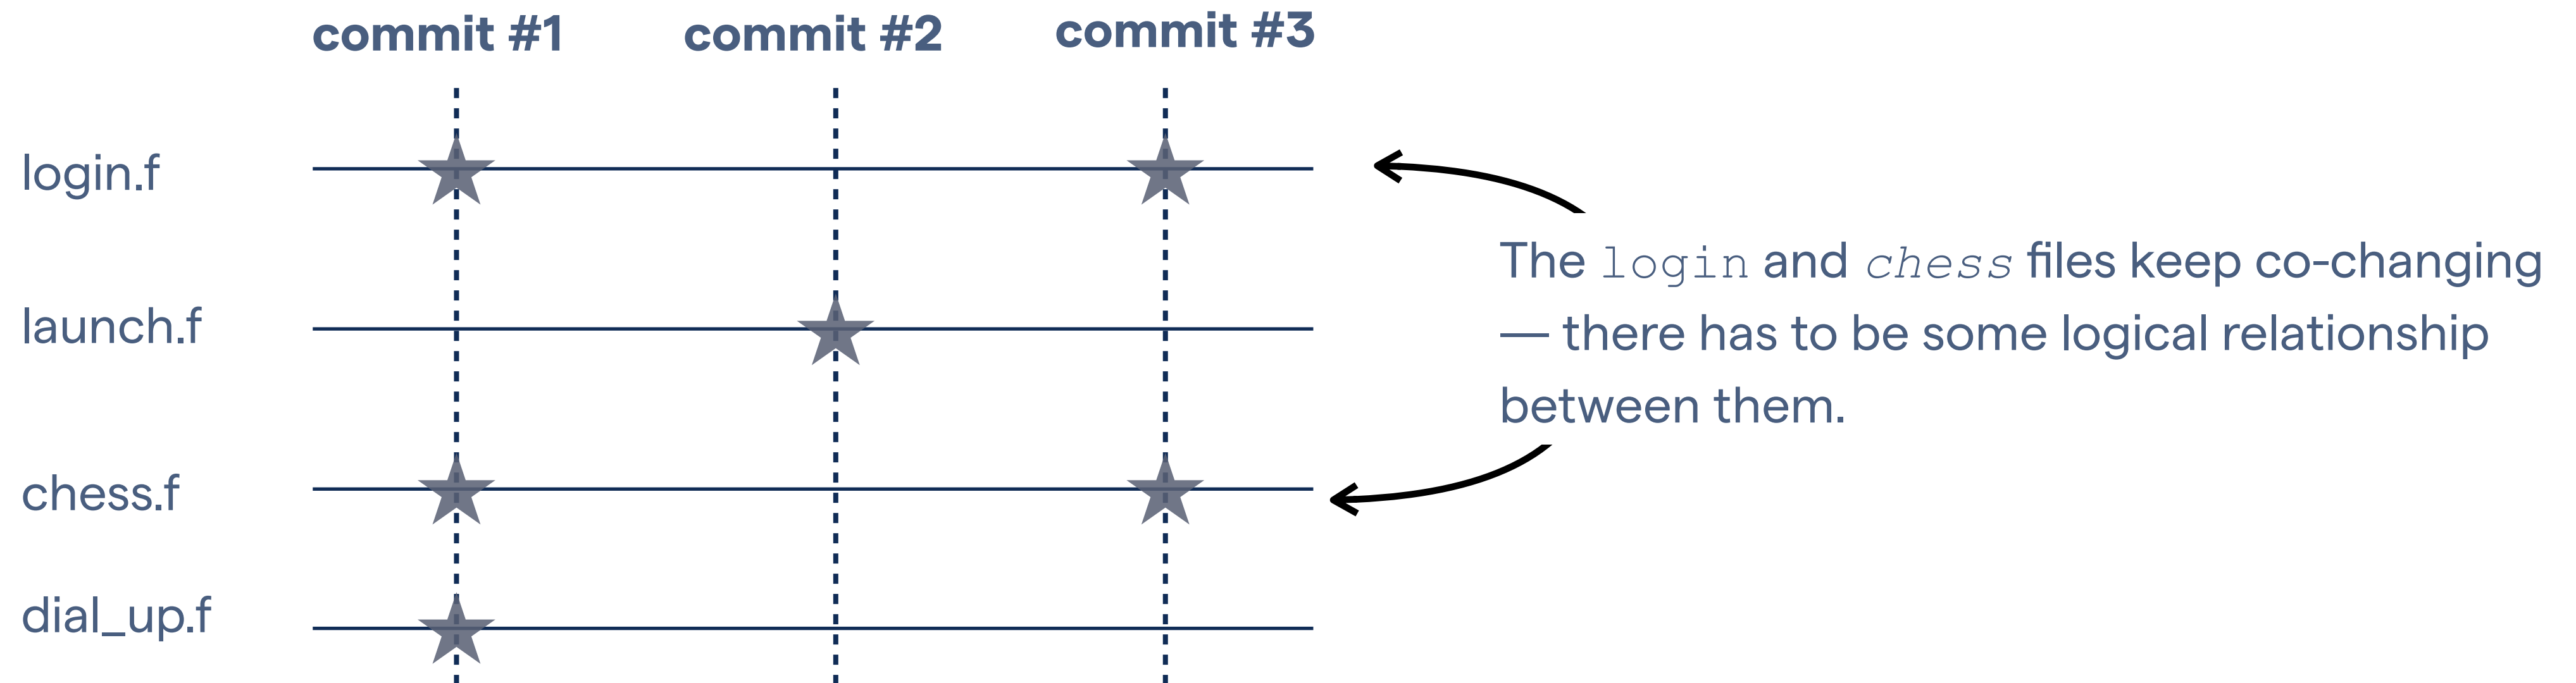 commit #1 commit #2 commit #3
login.f
launch.f
chess.f
dial_up.f
The login and chess files keep co-changing
— there has to be some logical relationship
between them.